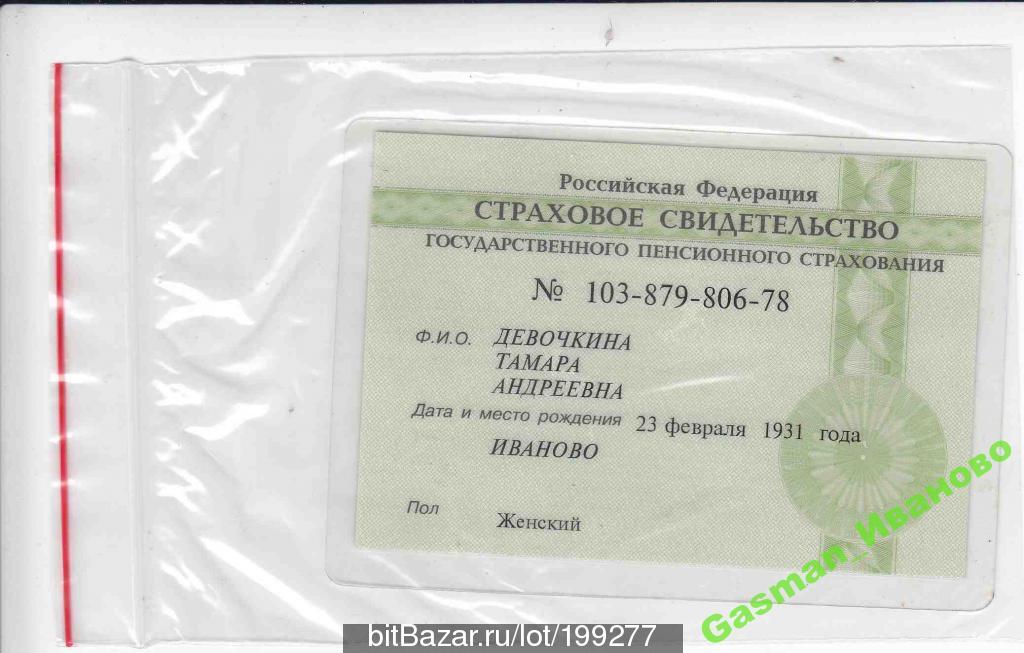 Российская Федерация
СТРАХОВОЕ СВИДЕТЕЛЬСТВО
ГОСУДАРСТВЕННОГО ПЕНСИОННОГО СТРАХОВАНИЯ
№ 103-879-806-78
Ф.И.О. ДЕВОЧКИНА
ТАМАРА
АНДРЕЕВНА
Дата и место рождения 23 февраля 1931 года
ИВАНОВО
Пол Женский
Gasman_Иваново
bitBazar.ru/lot/199277